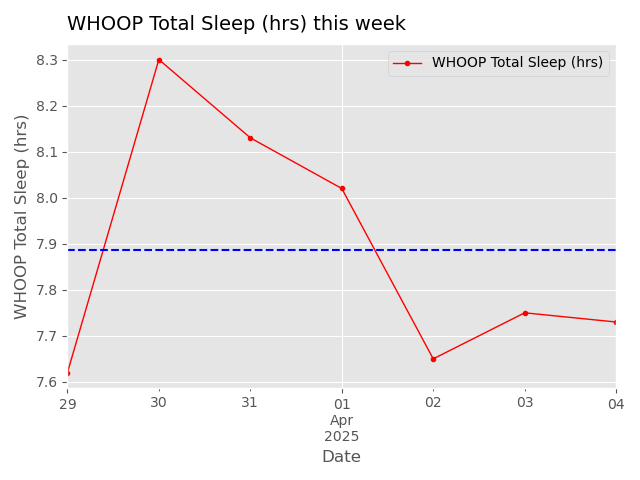 WHOOP Total Sleep (hrs) this week
WHOOP Total Sleep (hrs)
WHOOP Total Sleep (hrs)
8.3
8.2
8.1
8.0
7.9
7.8
7.7
7.6
29 30 31 01 02 03 04
Apr
2025
Date